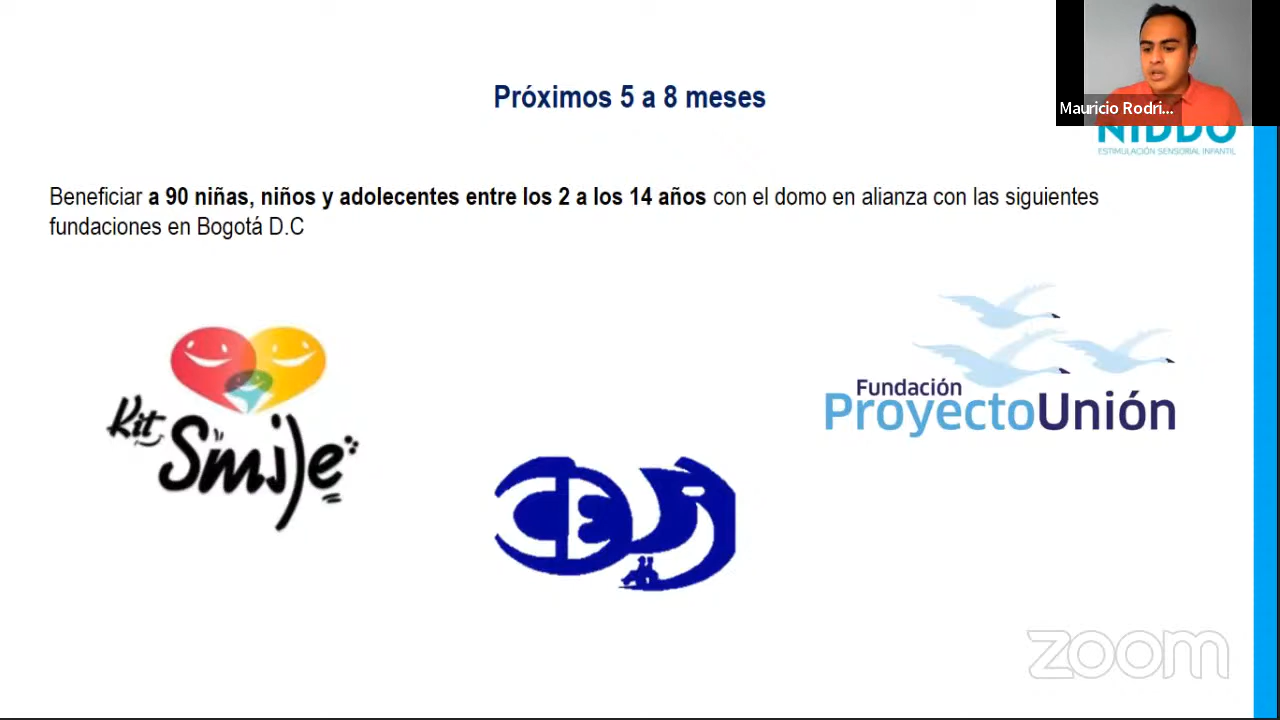 Próximos 5 a 8 meses
Mauricio Rodri...
NIDDO
ESTIMULACIÓN SENSORIAL INFANTIL
Beneficiar a 90 niñas, niños y adolecentes entre los 2 a los 14 años con el domo en alianza con las siguientes
fundaciones en Bogotá D.C
Kit
Smile
Fundación
ProyectoUnión
zoom